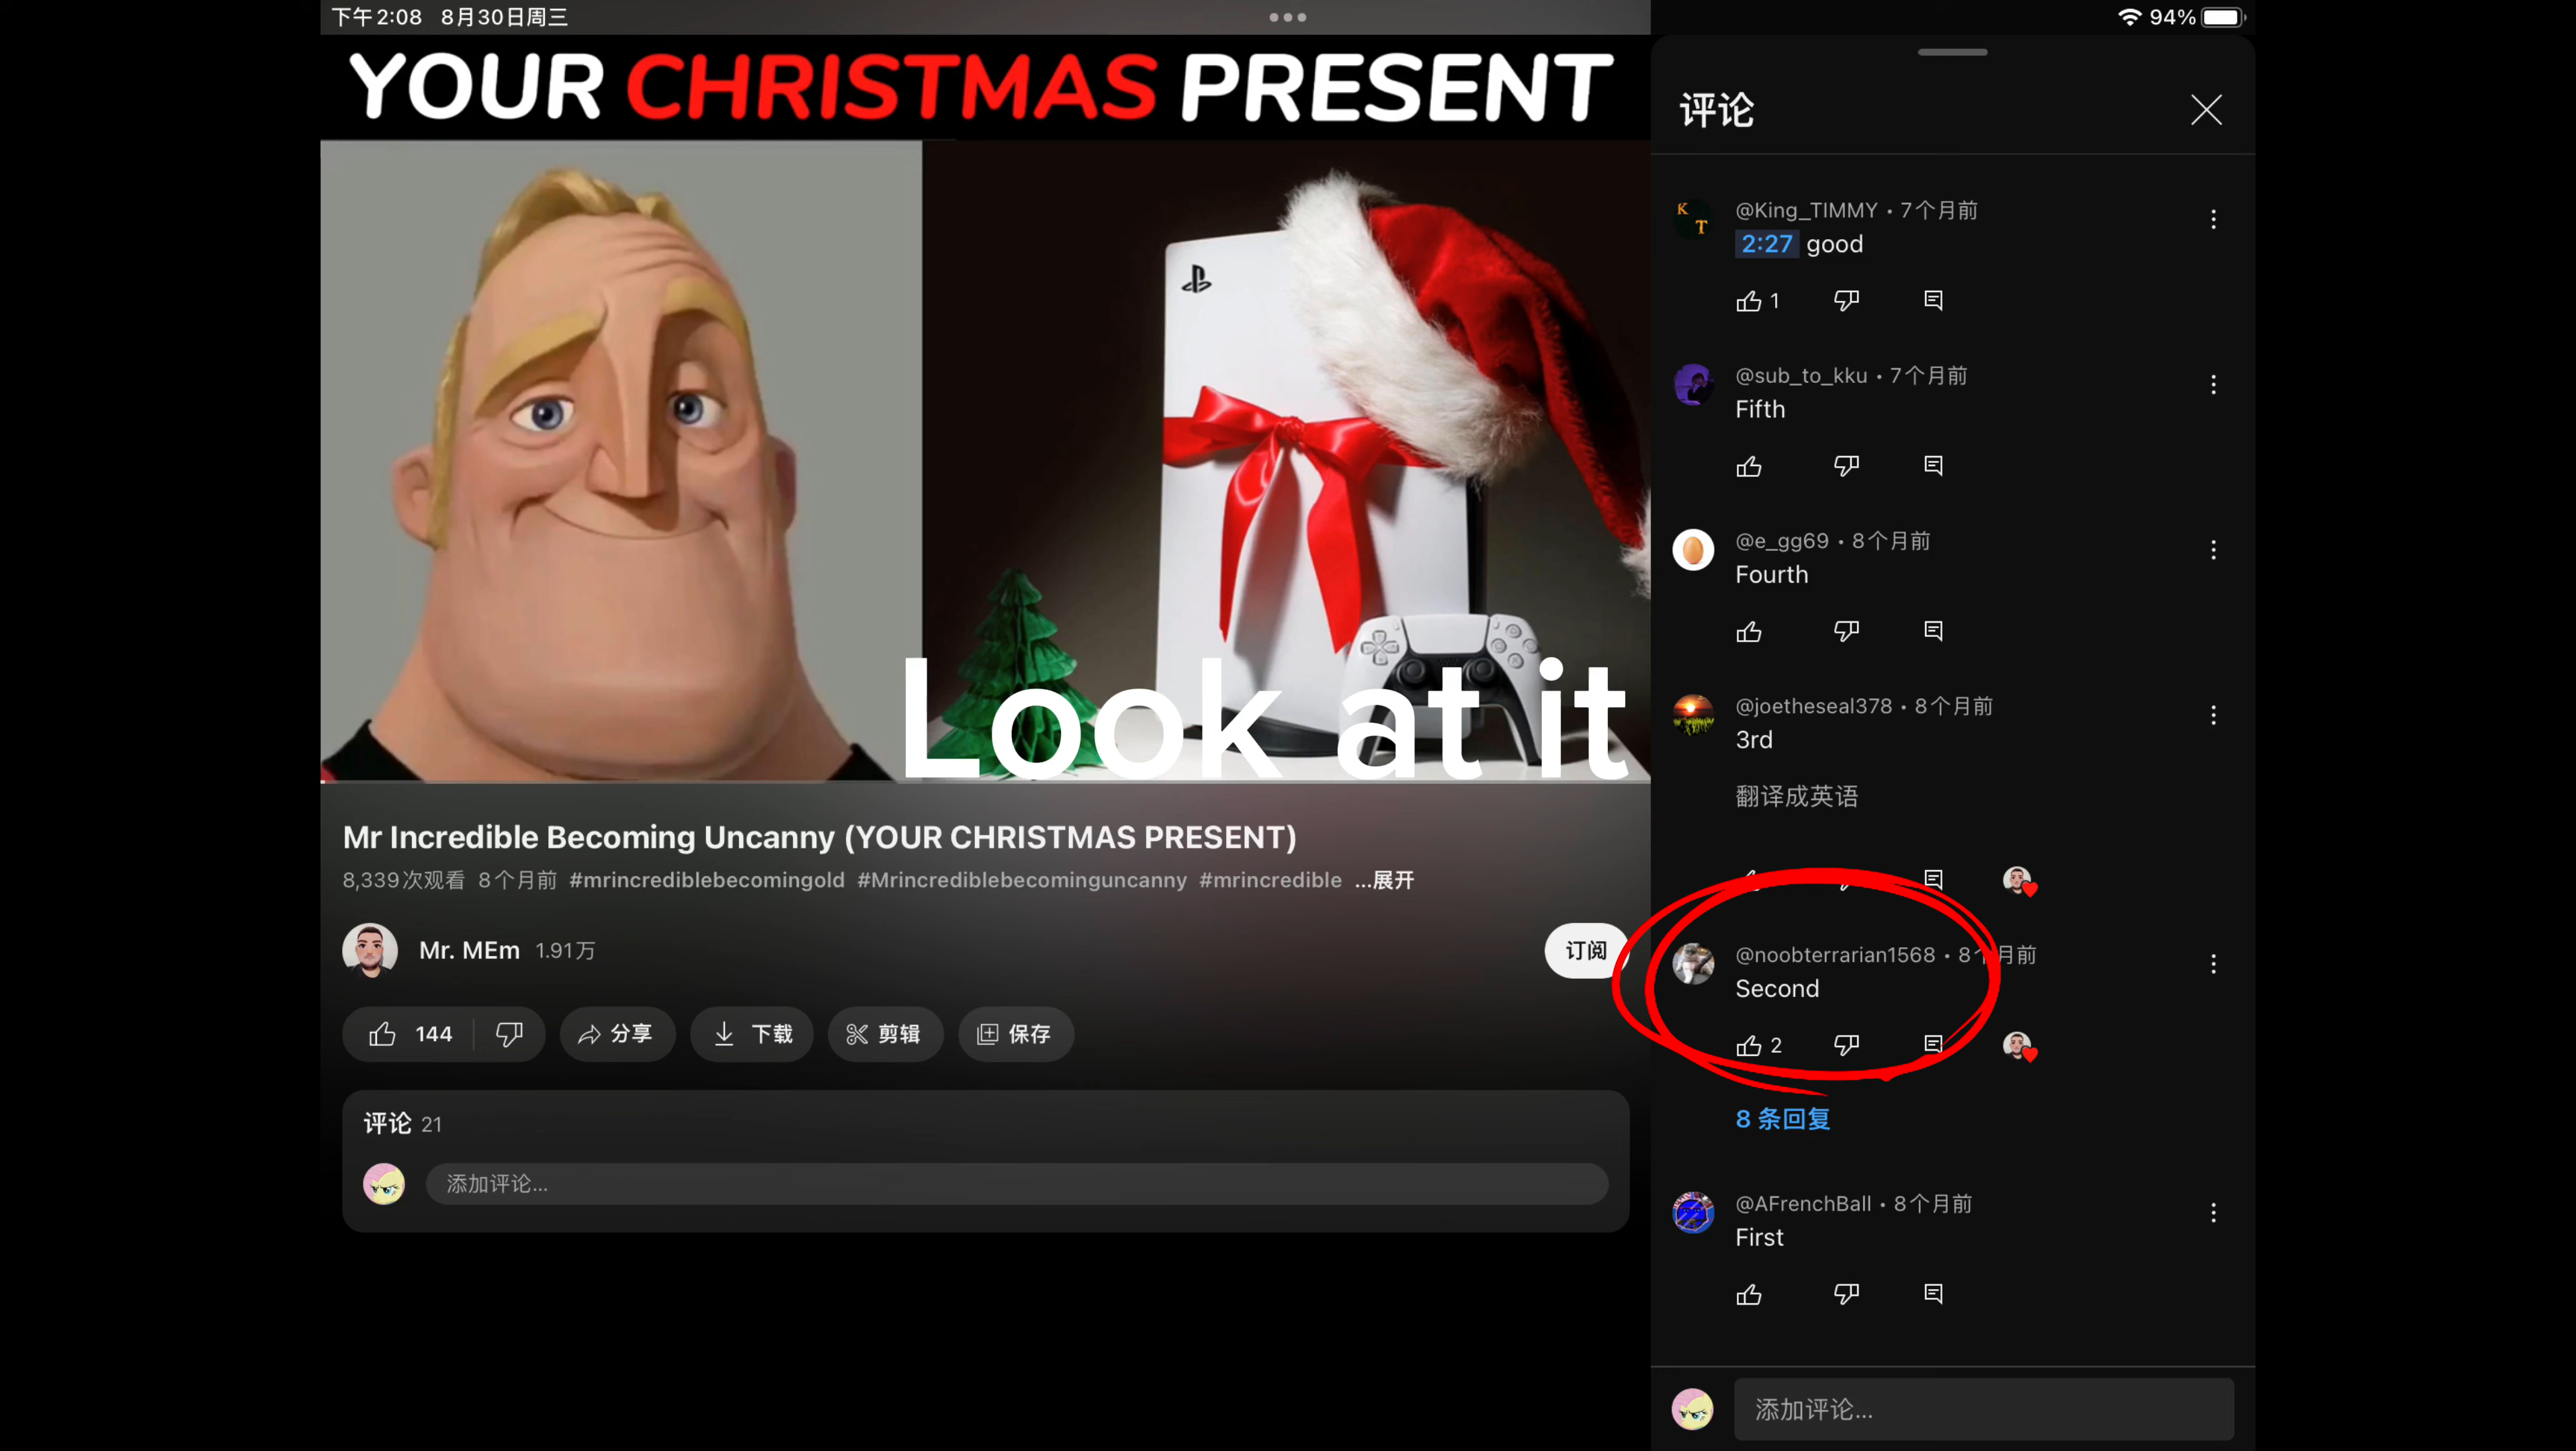 下午2:08 8月30日周三
94%
YOUR CHRISTMAS PRESENT
Look at it
Mr Incredible Becoming Uncanny (YOUR CHRISTMAS PRESENT)
8,339次观看 8个月前 #mrincrediblebecomingold #Mrincrediblebecominguncanny #mrincredible ...展开
Mr. MEm 1.91万
订阅
144 分享 下载 剪辑 保存
评论 21
添加评论...
评论
K T
@King_TIMMY • 7个月前
2:27 good
1
@sub_to_kku • 7个月前
Fifth
@e_gg69 • 8个月前
Fourth
@joetheseal378 • 8个月前
3rd
翻译成英语
@noobterrarian1568 • 8个月前
Second
2
8 条回复
@AFrenchBall • 8个月前
First
添加评论...